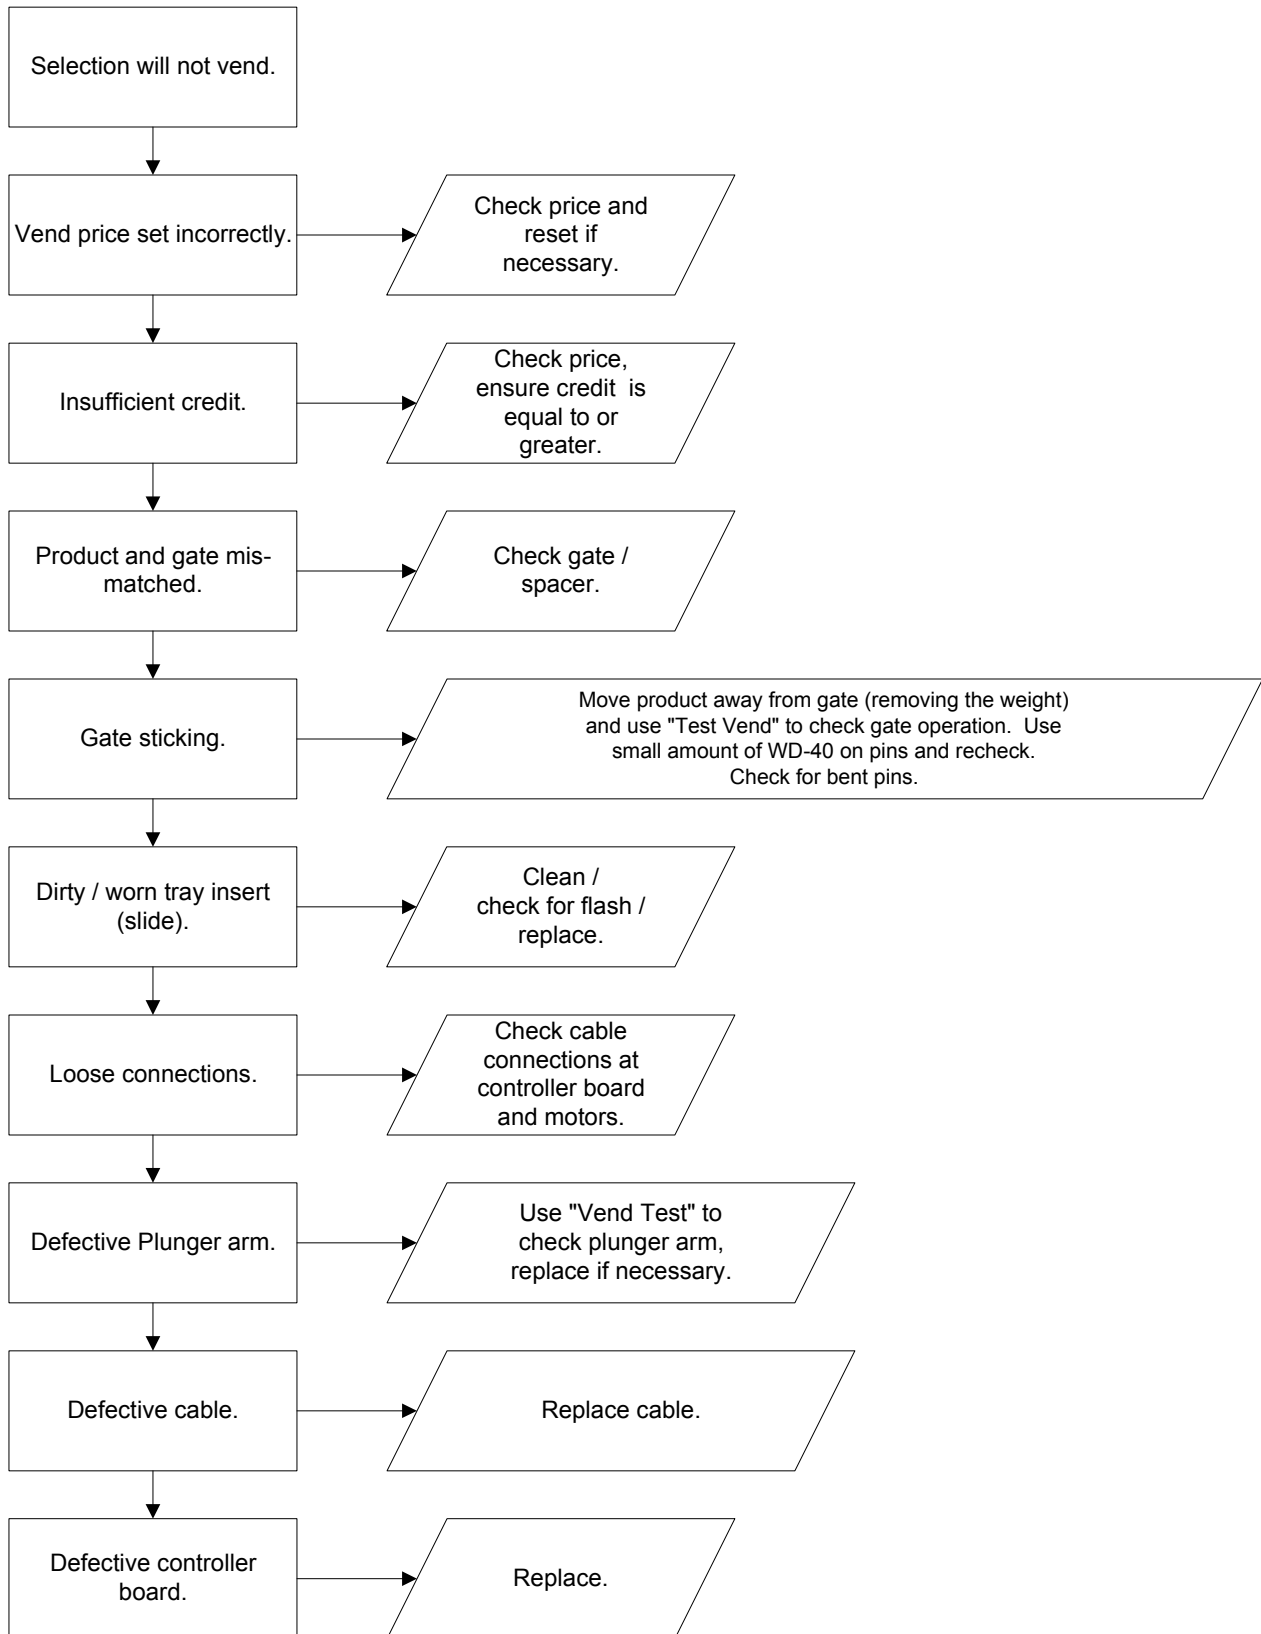 Selection will not vend.
Vend price set incorrectly.
Check price and
reset if
necessary.
Insufficient credit.
Check price,
ensure credit  is
equal to or
greater.
Product and gate mis-
matched.
Check gate /
spacer.
Gate sticking.
Move product away from gate (removing the weight)
and use "Test Vend" to check gate operation.  Use
small amount of WD-40 on pins and recheck.
Check for bent pins.
Dirty / worn tray insert
(slide).
Clean /
check for flash /
replace.
Loose connections.
Check cable
connections at
controller board
and motors.
Defective Plunger arm.
Use "Vend Test" to
check plunger arm,
replace if necessary.
Defective cable.
Replace cable.
Defective controller
board.
Replace.